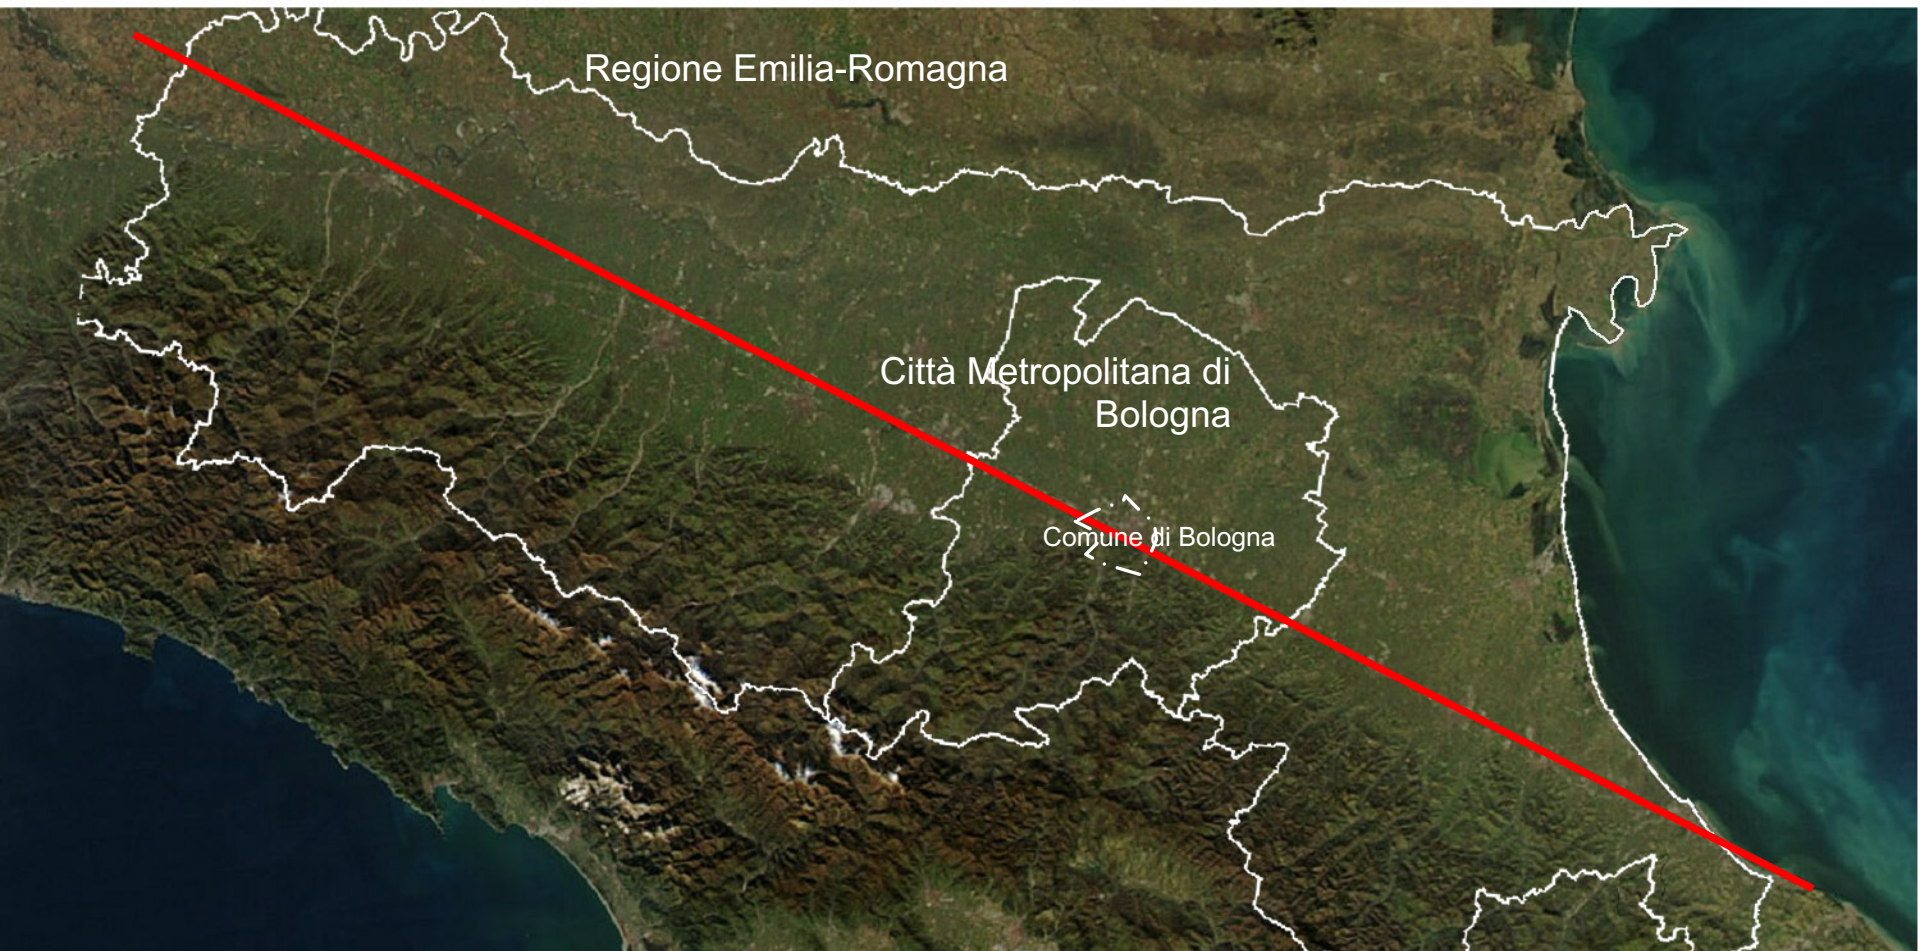 Regione Emilia-Romagna
Città Metropolitana di
Bologna
Comune di Bologna